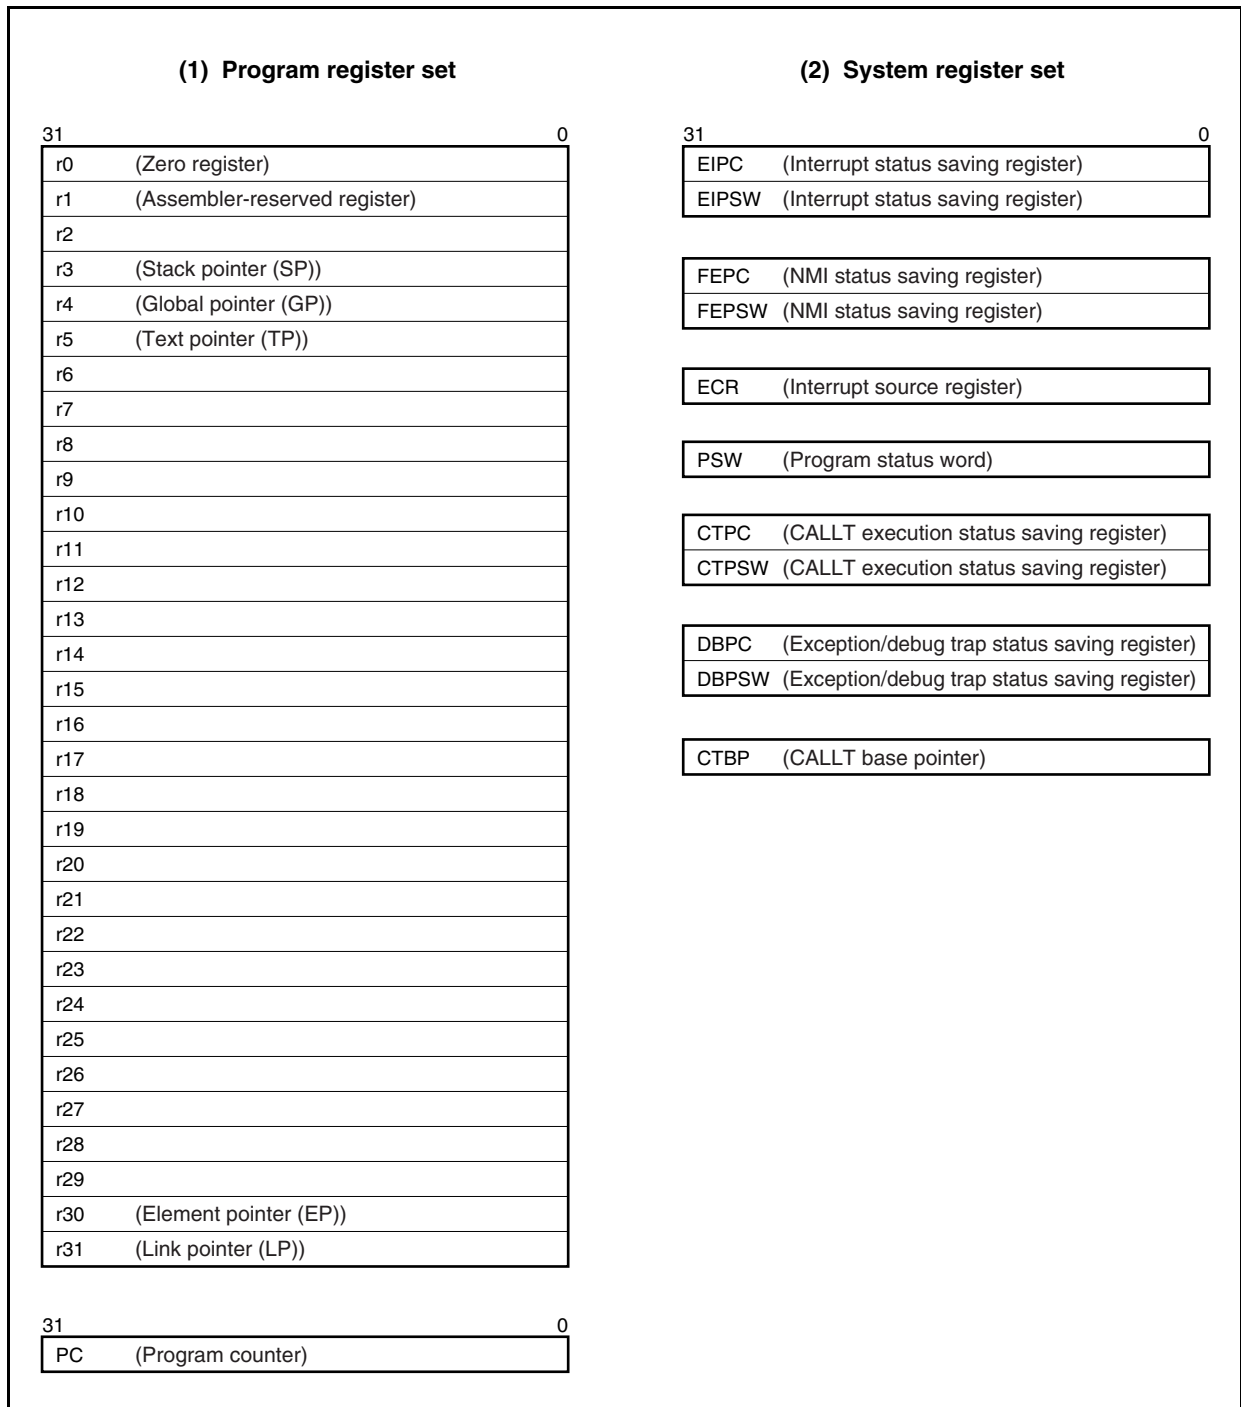 (1) Program register set
31 0
r0 (Zero register)
r1 (Assembler-reserved register)
r2
r3 (Stack pointer (SP))
r4 (Global pointer (GP))
r5 (Text pointer (TP))
r6
r7
r8
r9
r10
r11
r12
r13
r14
r15
r16
r17
r18
r19
r20
r21
r22
r23
r24
r25
r26
r27
r28
r29
r30 (Element pointer (EP))
r31 (Link pointer (LP))
31 0
PC (Program counter)
(2) System register set
31 0
EIPC (Interrupt status saving register)
EIPSW (Interrupt status saving register)
FEPC (NMI status saving register)
FEPSW (NMI status saving register)
ECR (Interrupt source register)
PSW (Program status word)
CTPC (CALLT execution status saving register)
CTPSW (CALLT execution status saving register)
DBPC (Exception/debug trap status saving register)
DBPSW (Exception/debug trap status saving register)
CTBP (CALLT base pointer)